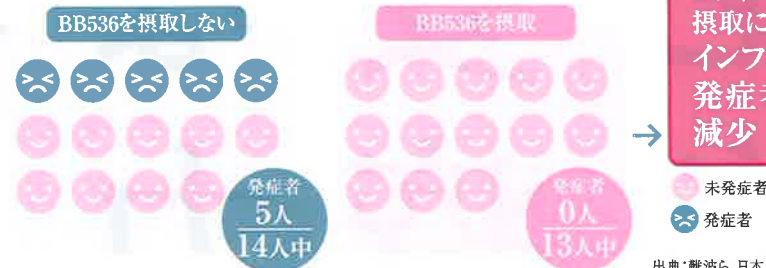 BB536を摂取しない
BB536を摂取
発症者
5人
14人中
発症者
0人
13人中
摂取に
インフ
発症者
減少
未発症者
発症者
出典:難波ら 日本